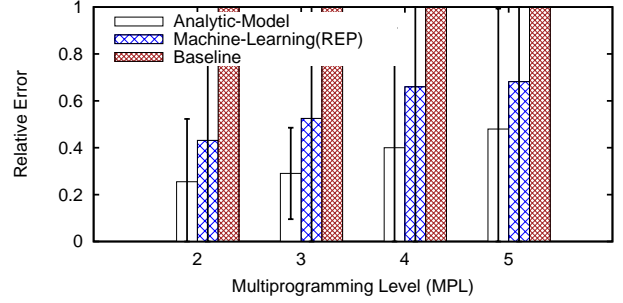 Relative Error
1
0.8
0.6
0.4
0.2
0
Analytic-Model
Machine-Learning(REP)
Baseline
2 3 4 5
Multiprogramming Level (MPL)